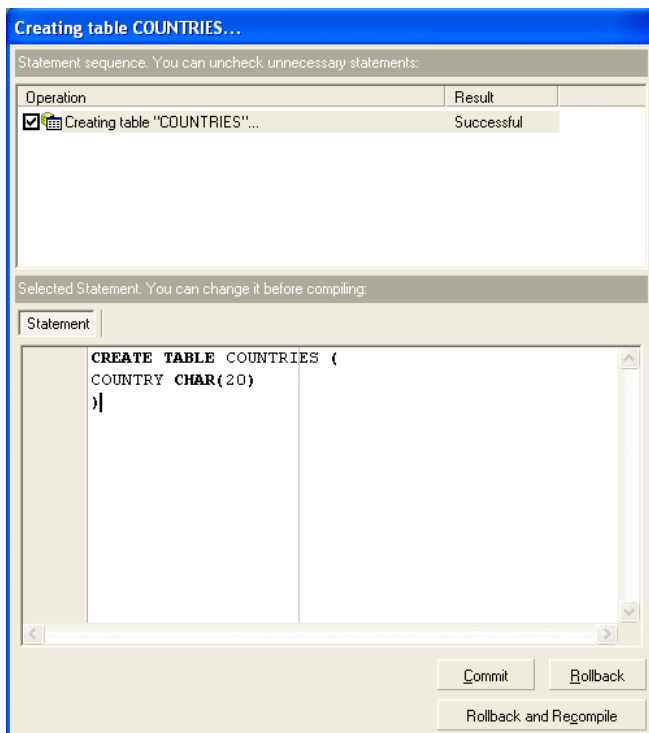 Creating table COUNTRIES...
Statement sequence. You can uncheck unnecessary statements:
Operation Result
Creating table "COUNTRIES"... Successful
Selected Statement. You can change it before compiling:
Statement
CREATE TABLE COUNTRIES (
COUNTRY CHAR(20)
)
Commit Rollback
Rollback and Recompile